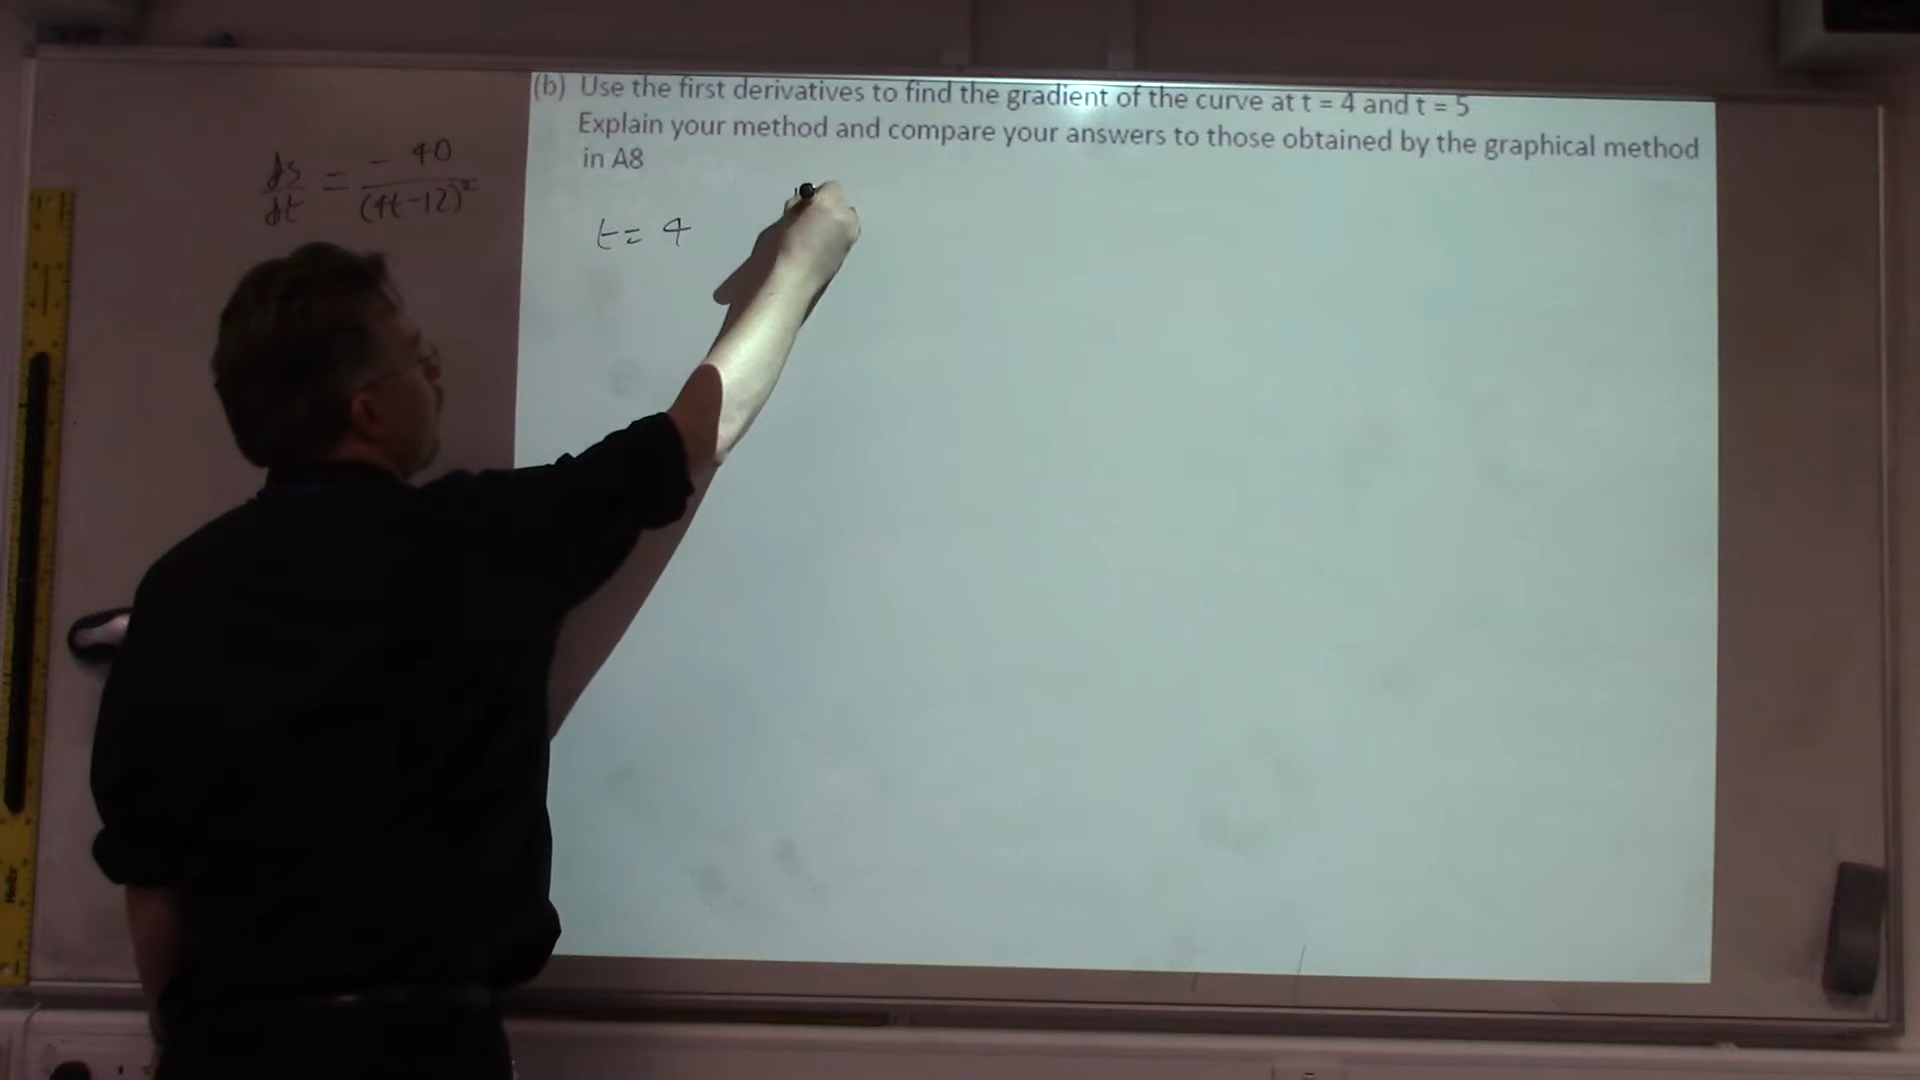 (b) Use the first derivatives to find the gradient of the curve at t = 4 and t = 5
Explain your method and compare your answers to those obtained by the graphical method
in A8
ds/dt = -40/(4t-12)²
t = 4
Helix